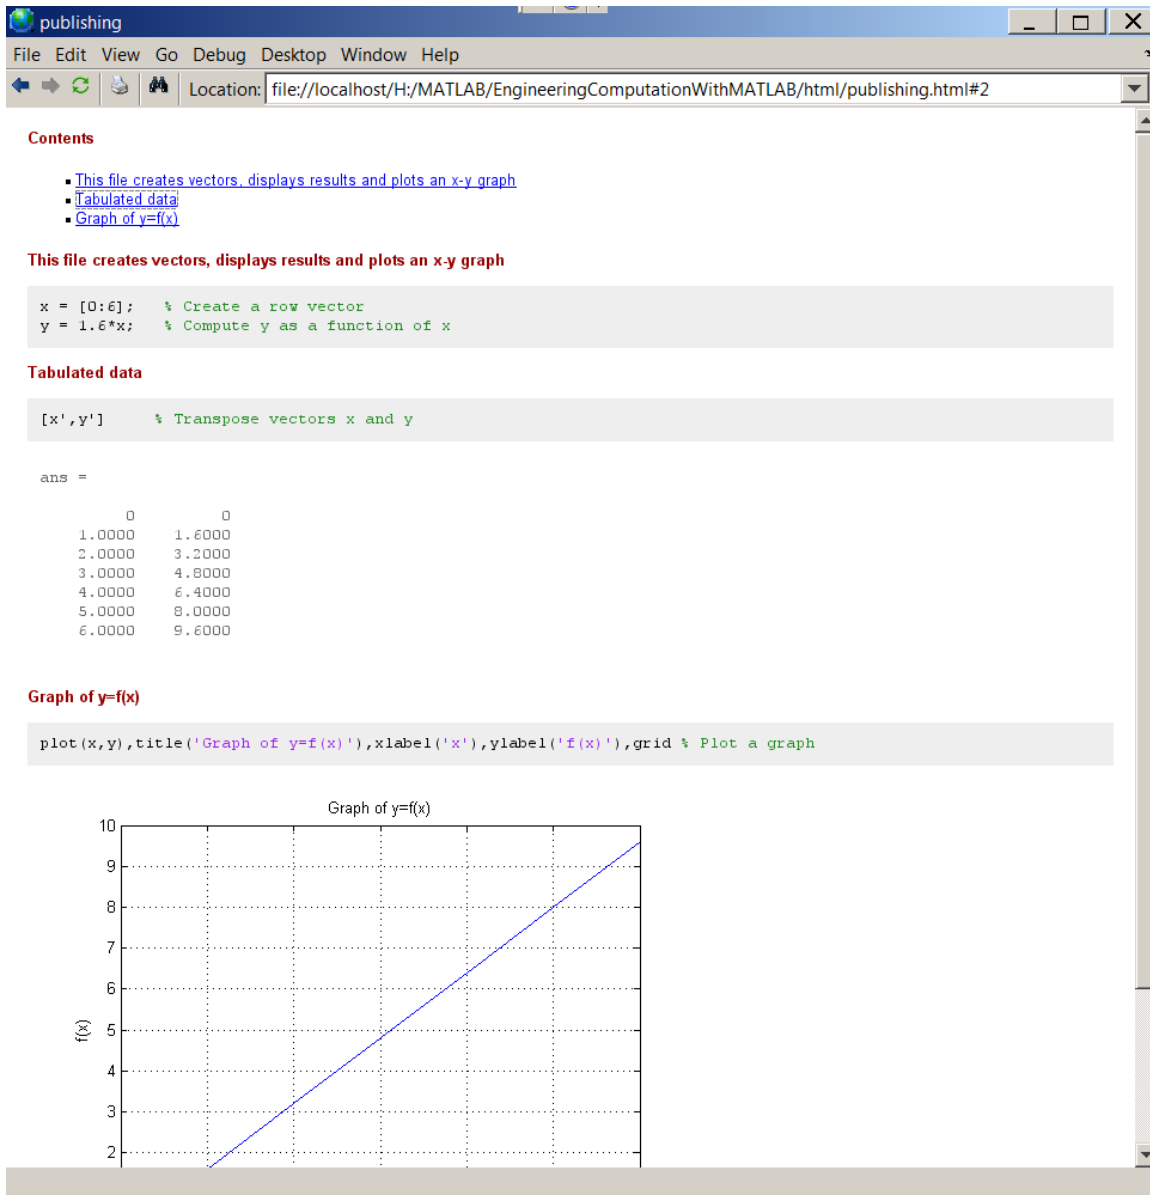 publishing
File Edit View Go Debug Desktop Window Help
Location: file://localhost/H:/MATLAB/EngineeringComputationWithMATLAB/html/publishing.html#2
Contents
This file creates vectors, displays results and plots an x-y graph
Tabulated data
Graph of y=f(x)
This file creates vectors, displays results and plots an x-y graph
x = [0:6];   % Create a row vector
y = 1.6*x;   % Compute y as a function of x
Tabulated data
[x',y']      % Transpose vectors x and y
ans =
0         0
1.0000    1.6000
2.0000    3.2000
3.0000    4.8000
4.0000    6.4000
5.0000    8.0000
6.0000    9.6000
Graph of y=f(x)
plot(x,y),title('Graph of y=f(x)'),xlabel('x'),ylabel('f(x)'),grid % Plot a graph
Graph of y=f(x)
10
9
8
7
6
f(x)
5
4
3
2